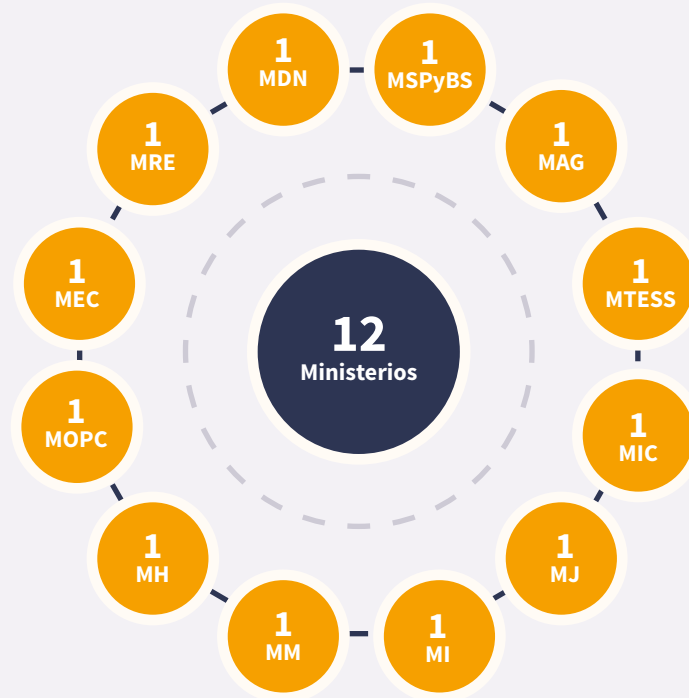 1
MDN
1
MSPyBS
1
MRE
1
MAG
1
MEC
1
MTESS
12
Ministerios
1
MOPC
1
MIC
1
MH
1
MJ
1
MM
1
MI